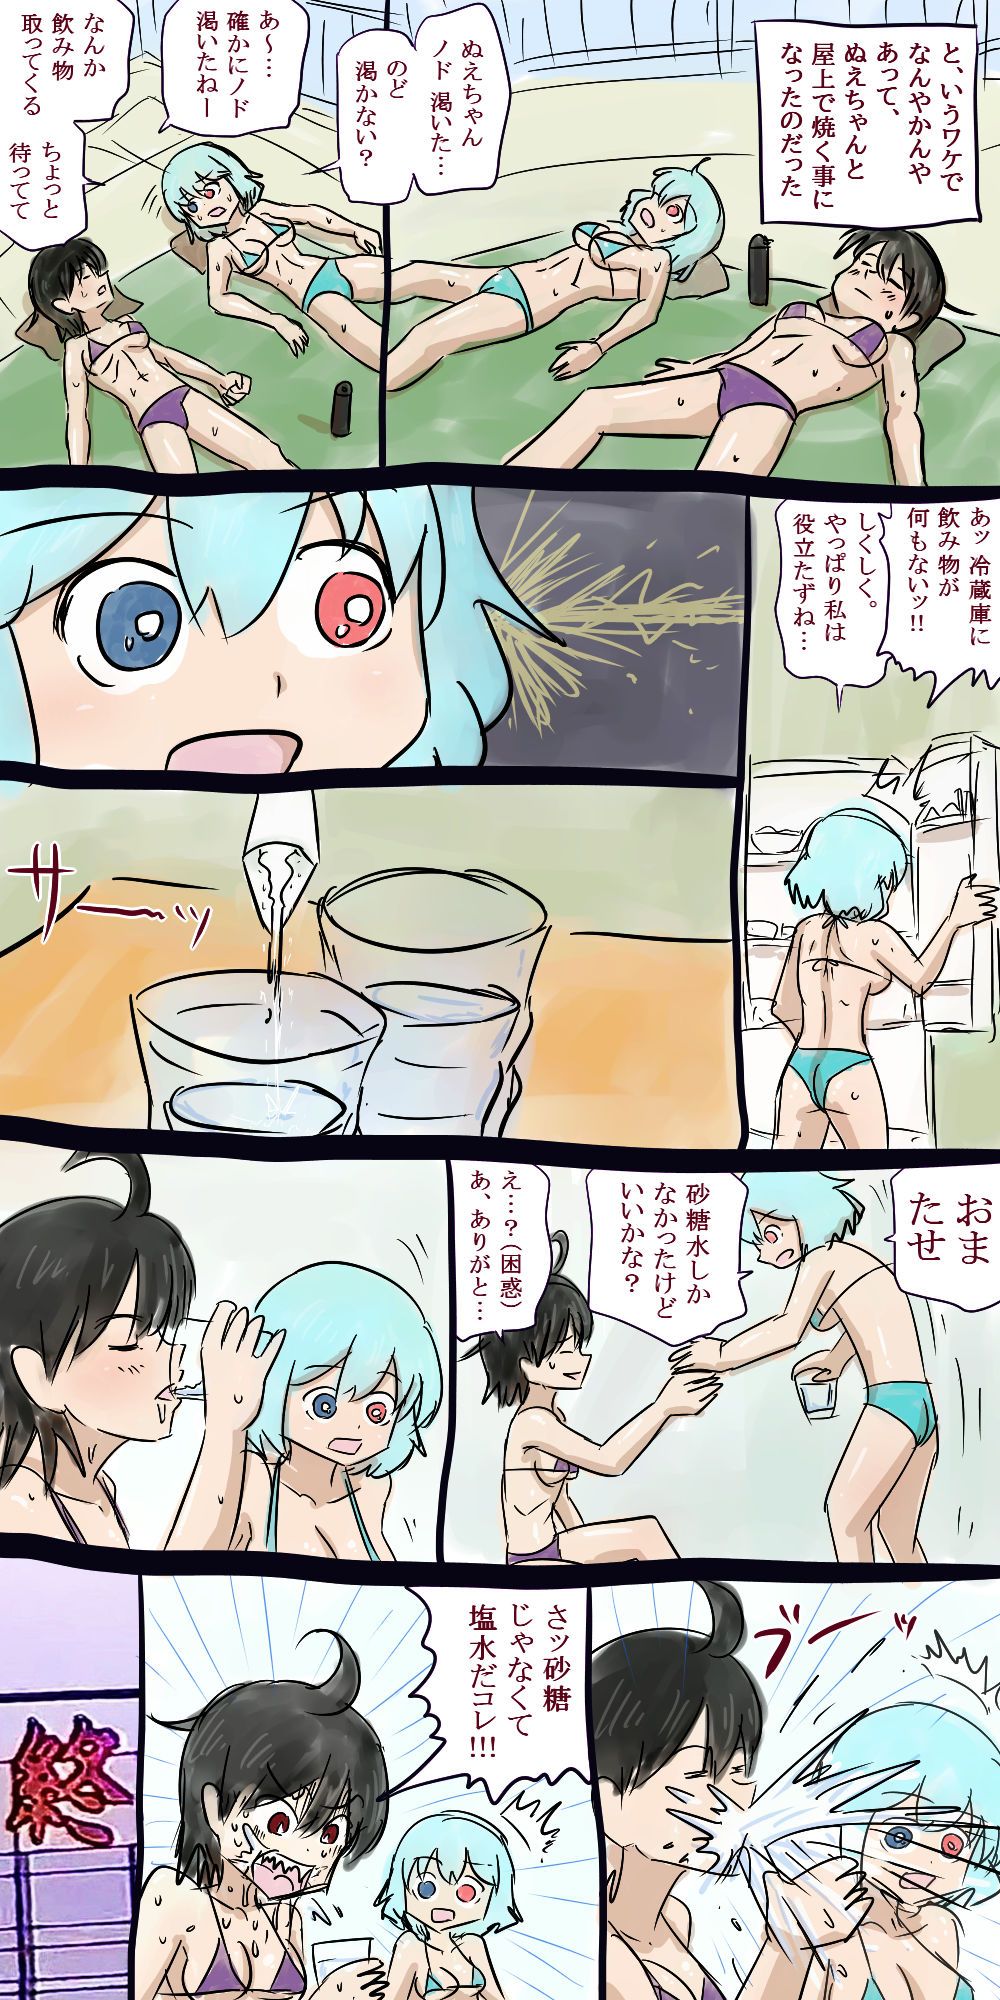 と、いうワケで
なんやかんや
あって、
ぬえちゃんと
屋上で焼く事に
なったのだった
ぬえちゃん
ノド 渇いた…
のど
渇かない？
あ〜…
確かにノド
渇いたねー
なんか
飲み物
取ってくる
ちょっと
待ってて
あッ 冷蔵庫に
飲み物が
何もないッ!!
しくしく。
やっぱり私は
役立たずね…
サーーッ
おま
たせ
砂糖水しか
なかったけど
いいかな？
え…？(困惑)
あ、ありがと…
ブーーッ
さッ砂糖
じゃなくて
塩水だコレ!!!
終